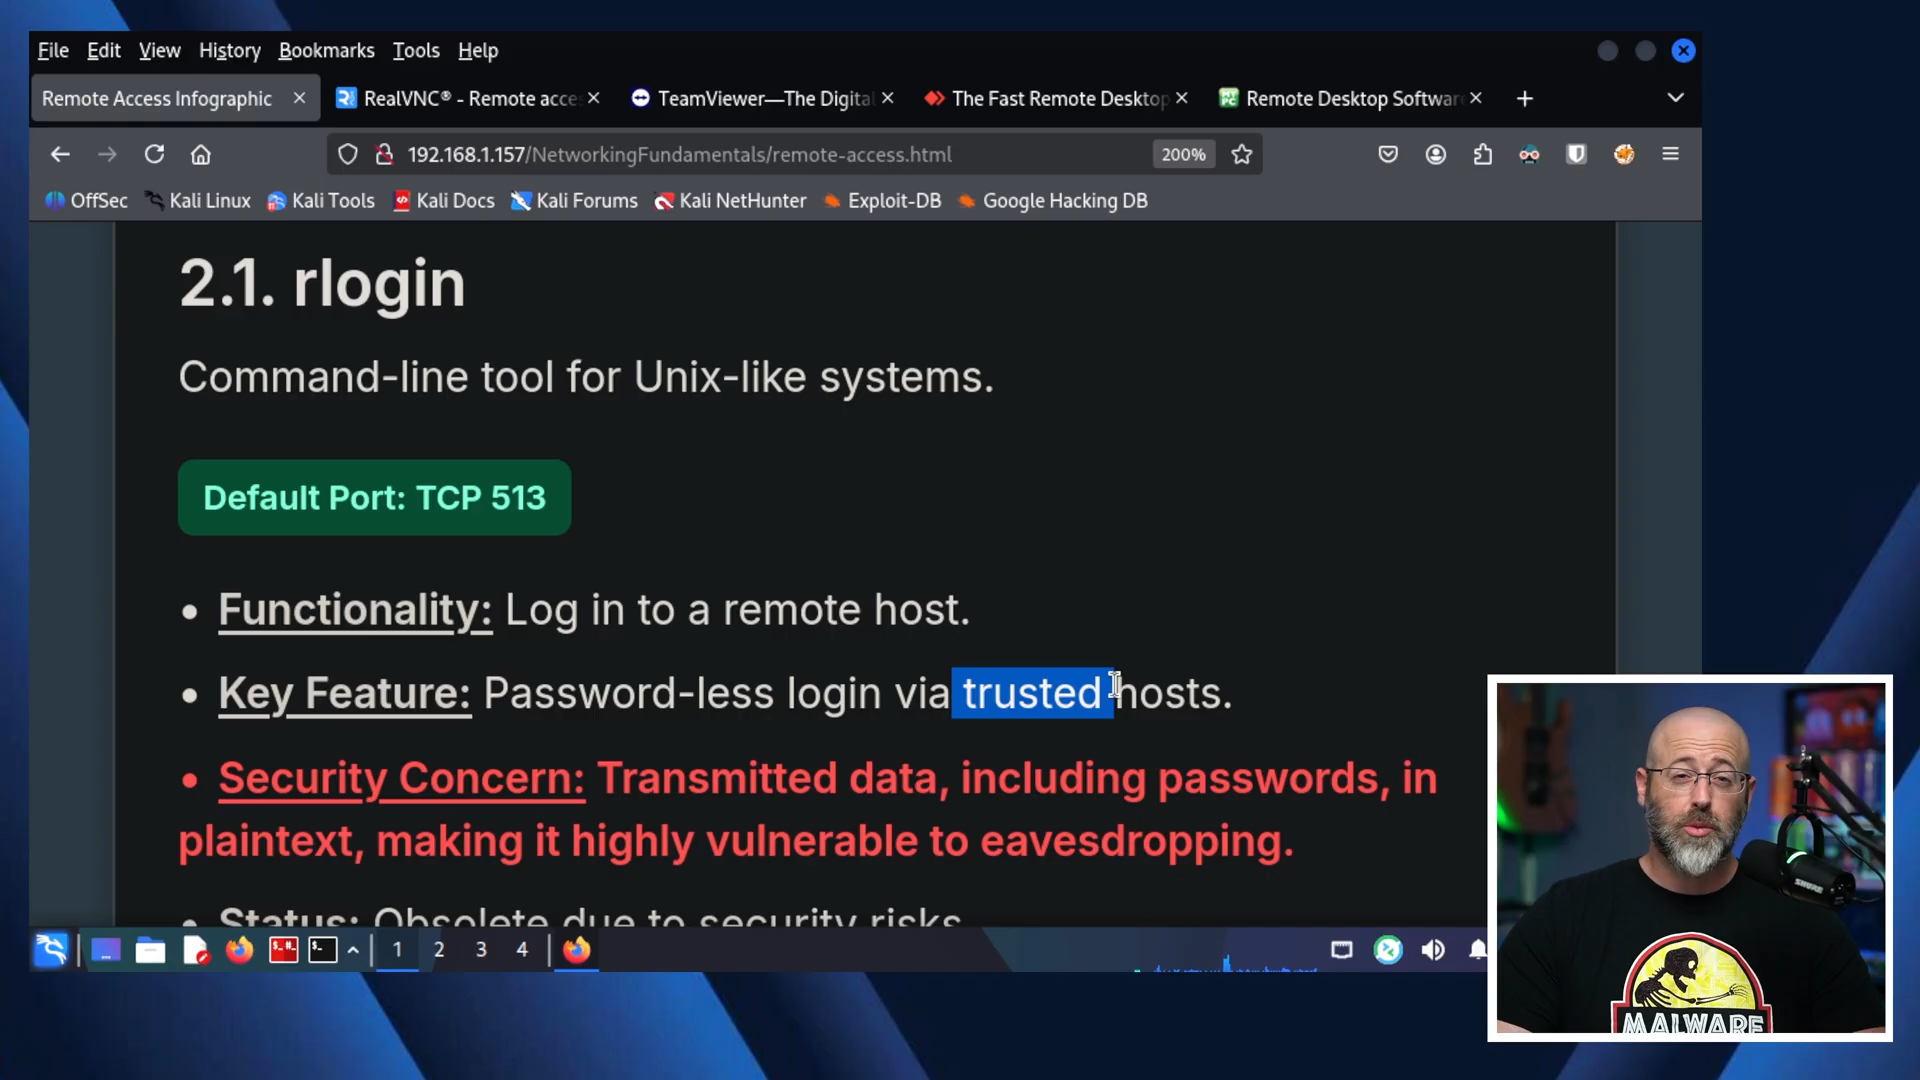 File Edit View History Bookmarks Tools Help
Remote Access Infographic
RealVNC® - Remote acce
TeamViewer—The Digital
The Fast Remote Desktop
Remote Desktop Softwar
192.168.1.157/NetworkingFundamentals/remote-access.html
200%
OffSec Kali Linux Kali Tools Kali Docs Kali Forums Kali NetHunter Exploit-DB Google Hacking DB
2.1. rlogin
Command-line tool for Unix-like systems.
Default Port: TCP 513
• Functionality: Log in to a remote host.
• Key Feature: Password-less login via trusted hosts.
• Security Concern: Transmitted data, including passwords, in
plaintext, making it highly vulnerable to eavesdropping.
• Status: Obsolete due to security risks
1 2 3 4
SHURE
MALWARE